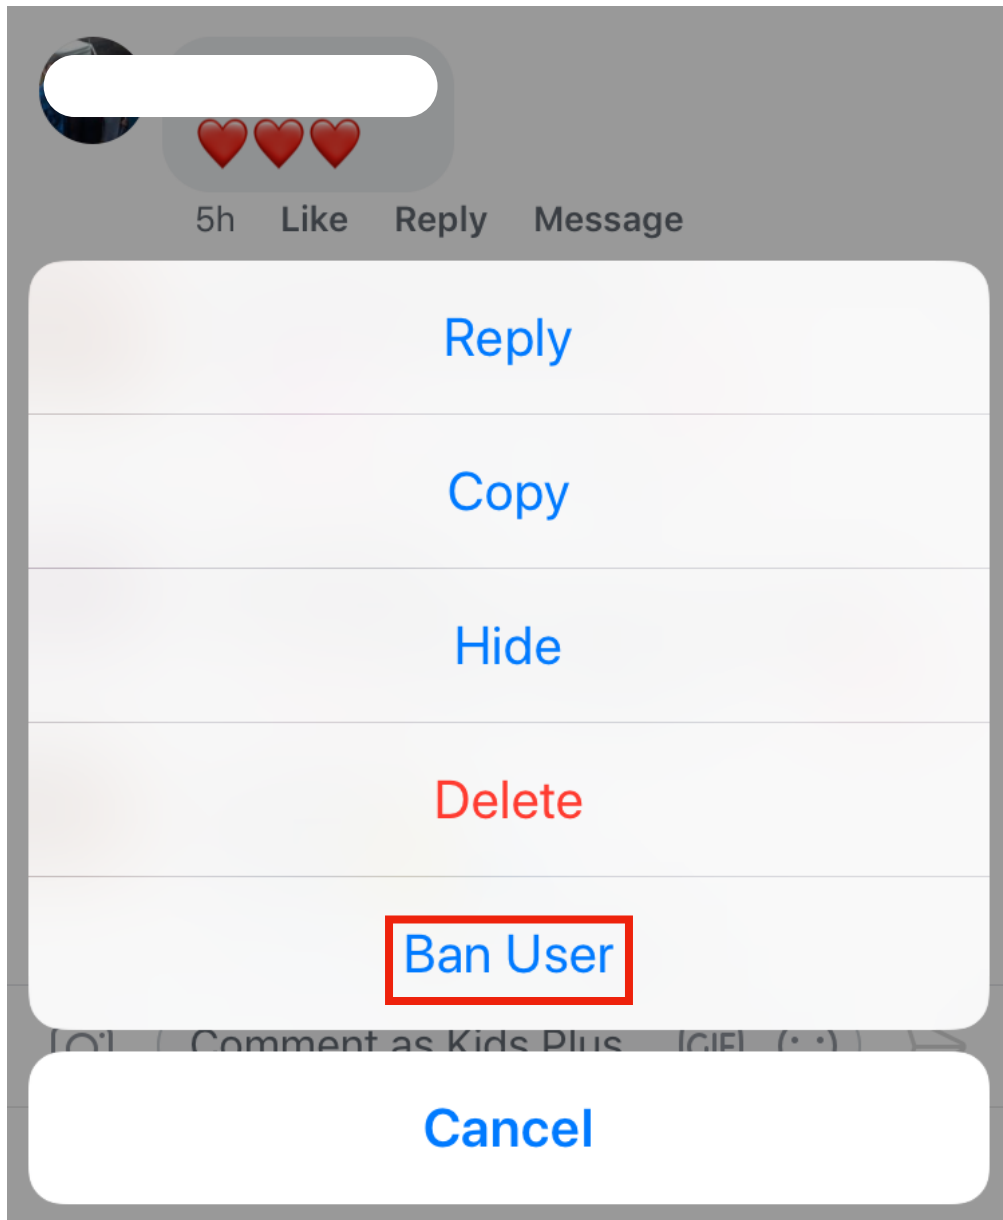 ❤️❤️❤️
5h Like Reply Message
Reply
Copy
Hide
Delete
Ban User
Comment as Kids Plus GIF
Cancel